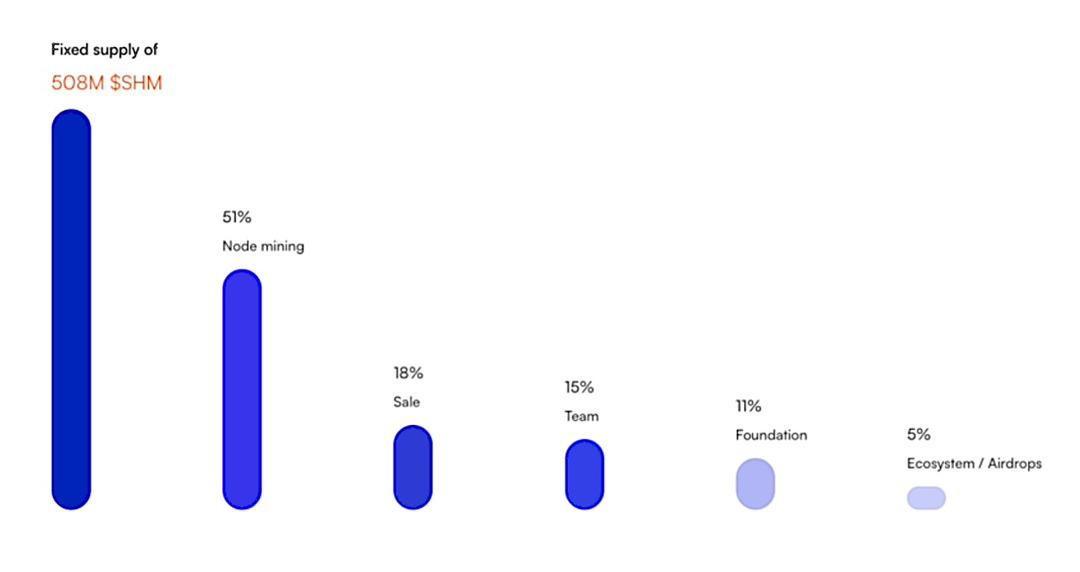 Fixed supply of
508M $SHM
51%
Node mining
18%
Sale
15%
Team
11%
Foundation
5%
Ecosystem / Airdrops